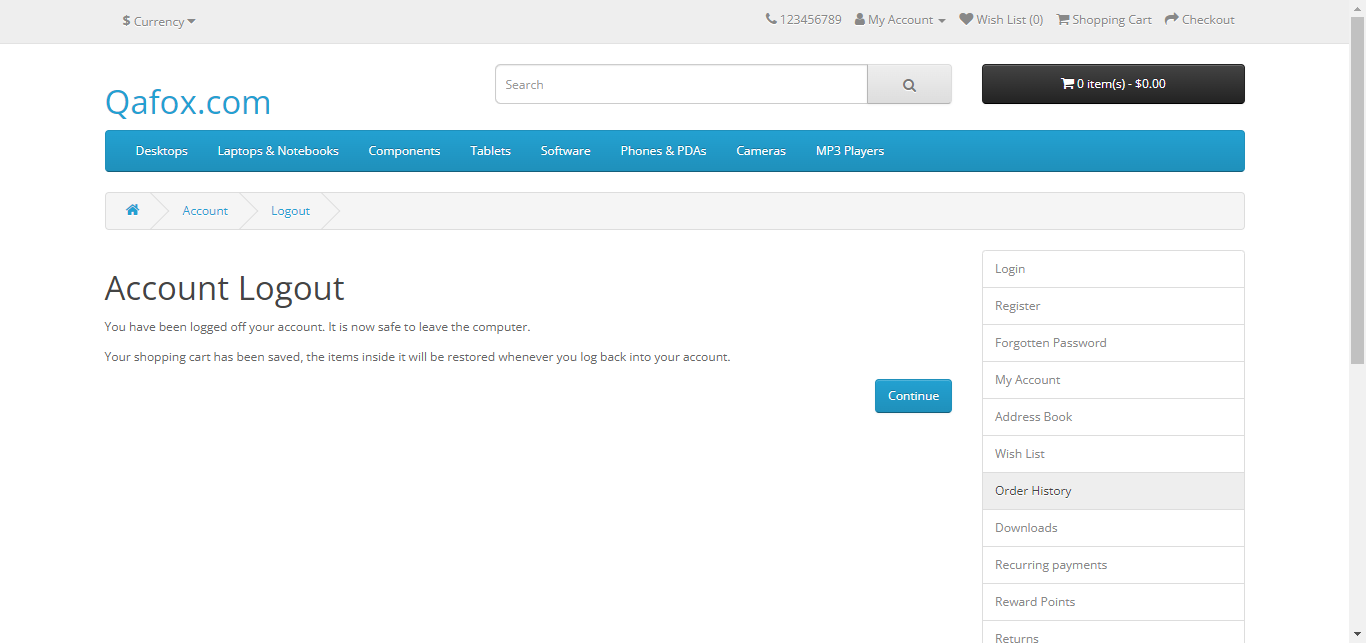 $ Currency
123456789 My Account Wish List (0) Shopping Cart Checkout
Qafox.com
Search
0 item(s) - $0.00
Desktops Laptops & Notebooks Components Tablets Software Phones & PDAs Cameras MP3 Players
Account Logout
Account Logout
You have been logged off your account. It is now safe to leave the computer.
Your shopping cart has been saved, the items inside it will be restored whenever you log back into your account.
Continue
Login
Register
Forgotten Password
My Account
Address Book
Wish List
Order History
Downloads
Recurring payments
Reward Points
Returns